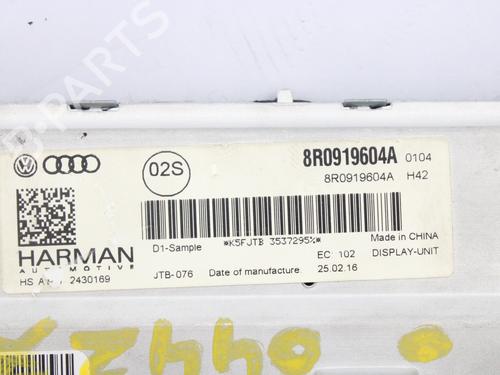 B-PARTS
02S
8R0919604A 0104
8R0919604A H42
HARMAN
AUTOMOTIVE
D1-Sample *K5FJTB 3537295%* Made in CHINA
EC: 102 DISPLAY-UNIT
HS 2430169 JTB-076 Date of manufacture: 25.02.16